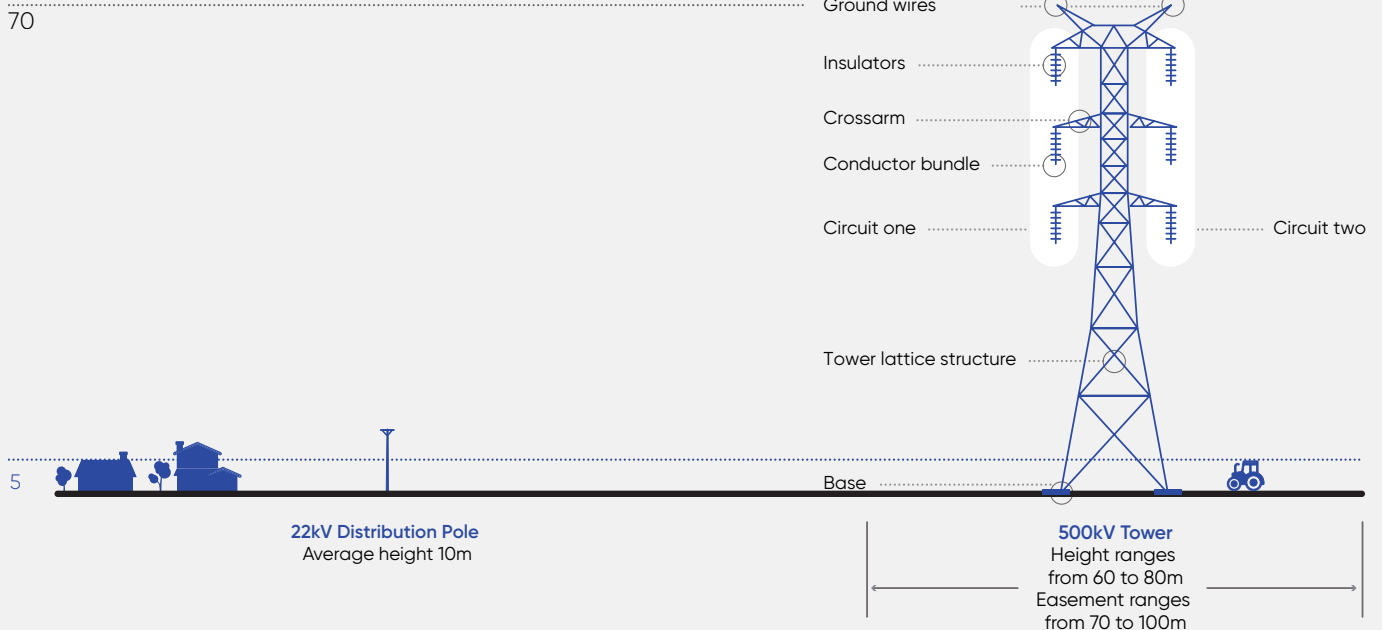 Ground wires
70
Insulators
Crossarm
Conductor bundle
Circuit one
Circuit two
Tower lattice structure
5
Base
22kV Distribution Pole
Average height 10m
500kV Tower
Height ranges
from 60 to 80m
Easement ranges
from 70 to 100m